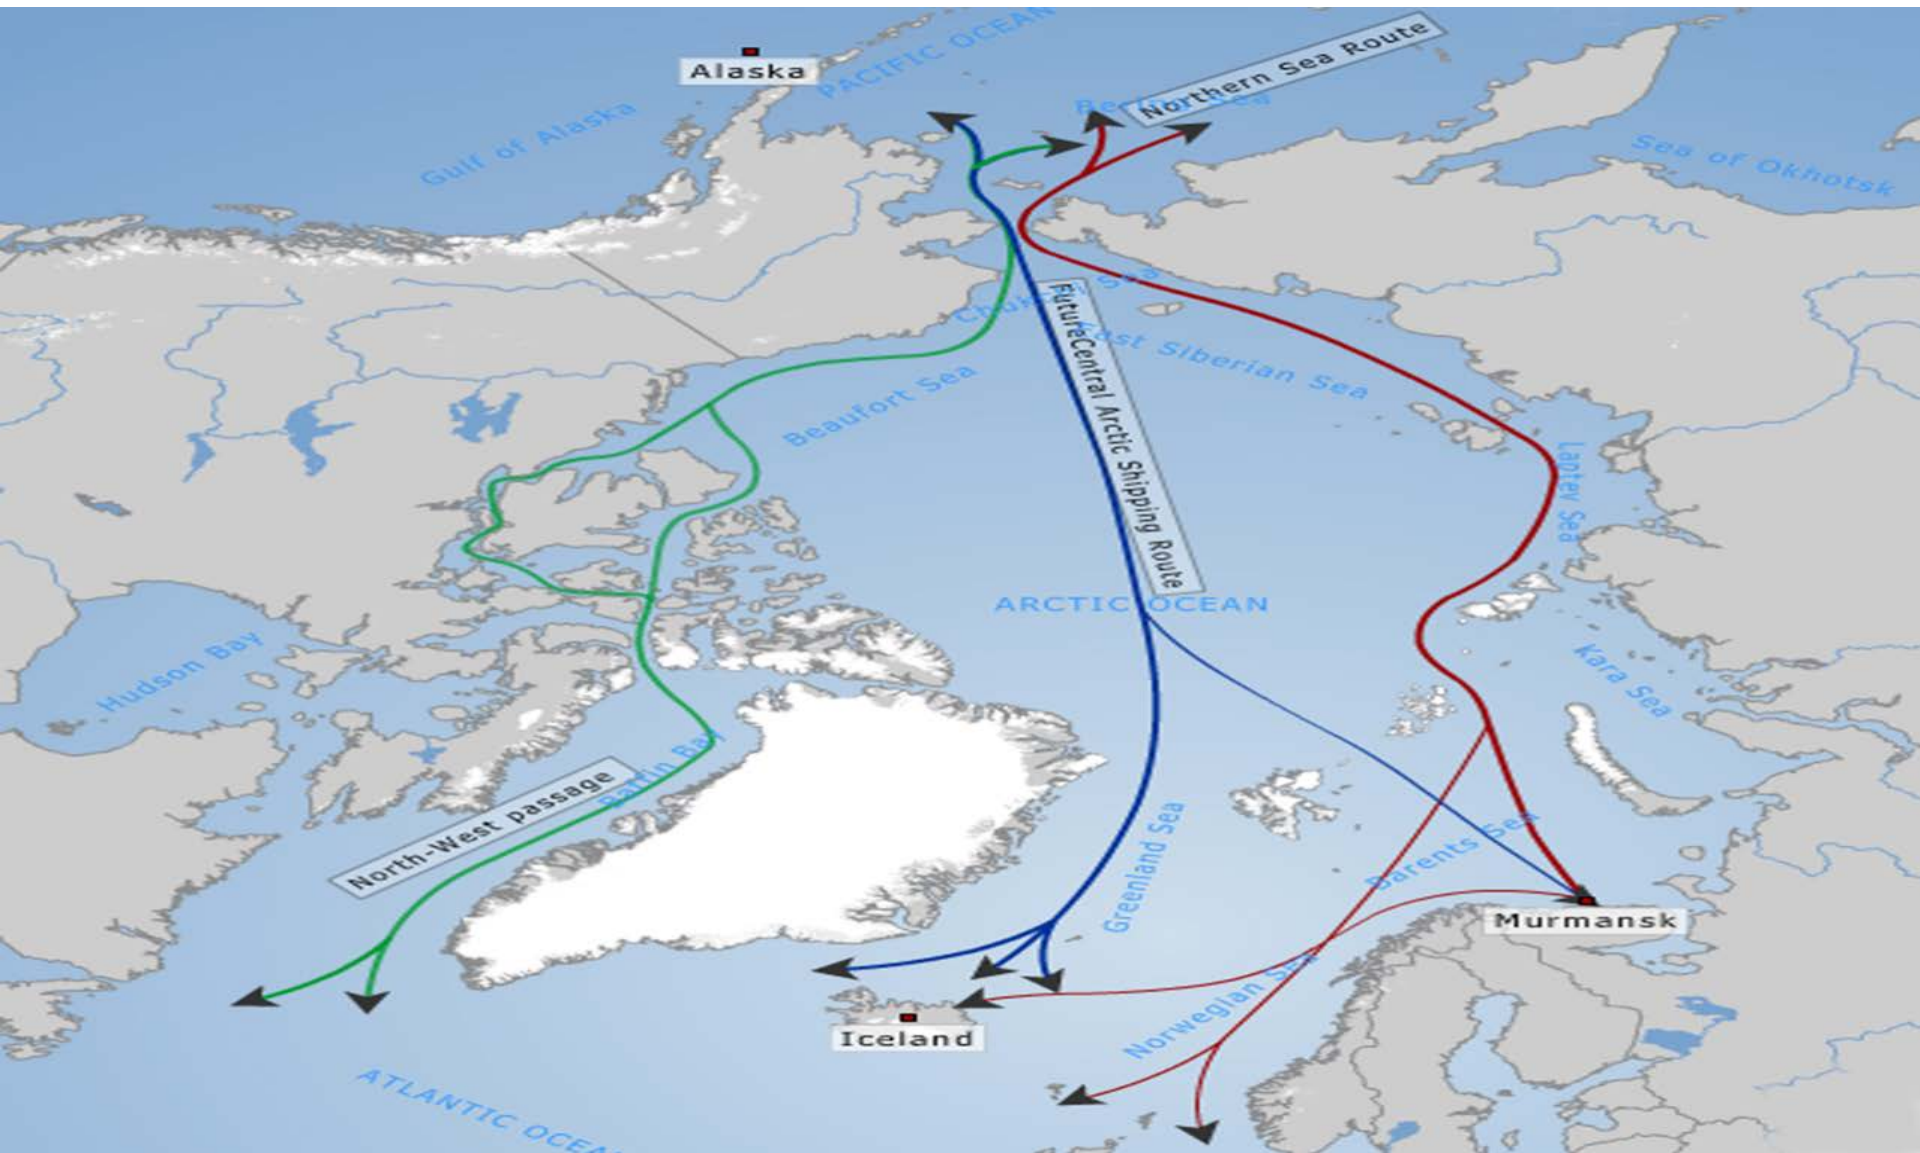 PACIFIC OCEAN
Northern Sea Route
Alaska
Bering Sea
Gulf of Alaska
Sea of Okhotsk
Chukchi Sea
FutureCentral Arctic Shipping Route
East Siberian Sea
Beaufort Sea
Laptev Sea
ARCTIC OCEAN
Hudson Bay
Kara Sea
Baffin Bay
North-West passage
Greenland Sea
Barents Sea
Murmansk
Norwegian Sea
Iceland
ATLANTIC OCEAN